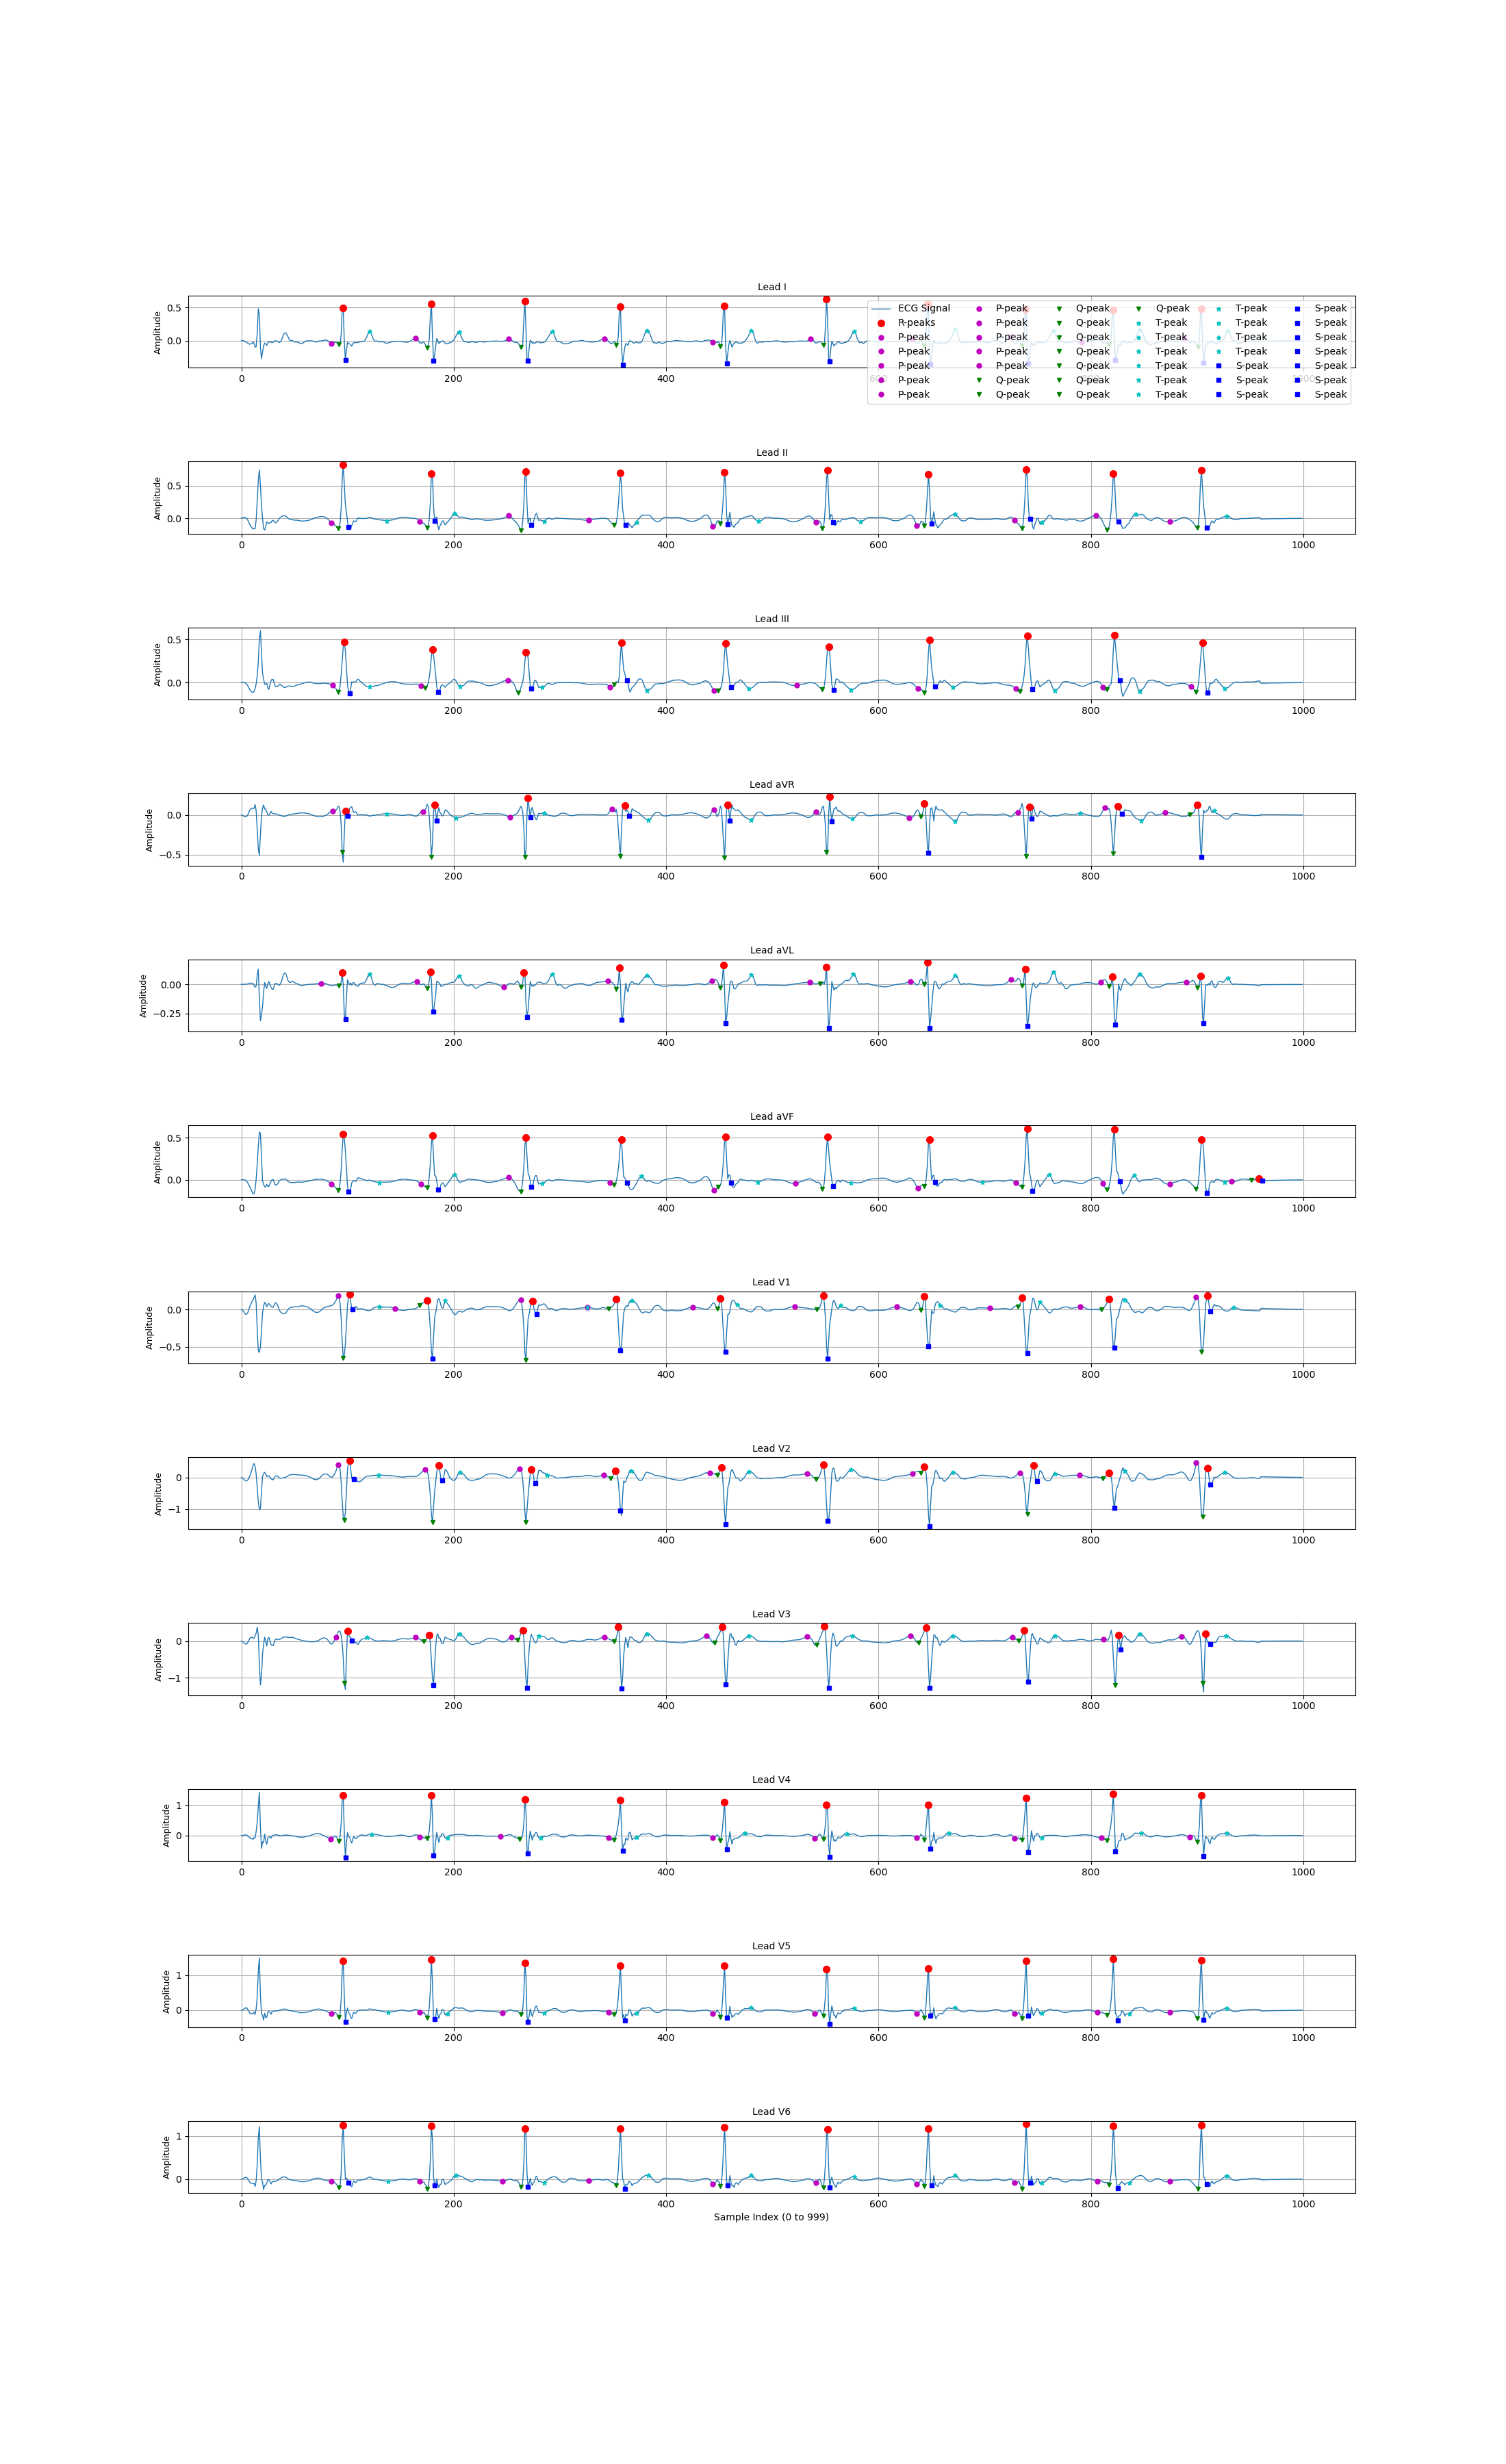 Lead I
Amplitude
0.5
0.0
0 200 400 600 800 1000
ECG Signal P-peak Q-peak Q-peak T-peak S-peak
R-peaks P-peak Q-peak T-peak T-peak S-peak
P-peak P-peak Q-peak T-peak T-peak S-peak
P-peak P-peak Q-peak T-peak T-peak S-peak
P-peak P-peak Q-peak T-peak S-peak S-peak
P-peak Q-peak Q-peak T-peak S-peak S-peak
P-peak Q-peak Q-peak T-peak S-peak S-peak
Lead II
Amplitude
0.5
0.0
0 200 400 600 800 1000
Lead III
Amplitude
0.5
0.0
0 200 400 600 800 1000
Lead aVR
Amplitude
0.0
−0.5
0 200 400 600 800 1000
Lead aVL
Amplitude
0.00
−0.25
0 200 400 600 800 1000
Lead aVF
Amplitude
0.5
0.0
0 200 400 600 800 1000
Lead V1
Amplitude
0.0
−0.5
0 200 400 600 800 1000
Lead V2
Amplitude
0
−1
0 200 400 600 800 1000
Lead V3
Amplitude
0
−1
0 200 400 600 800 1000
Lead V4
Amplitude
1
0
0 200 400 600 800 1000
Lead V5
Amplitude
1
0
0 200 400 600 800 1000
Lead V6
Amplitude
1
0
0 200 400 600 800 1000
Sample Index (0 to 999)